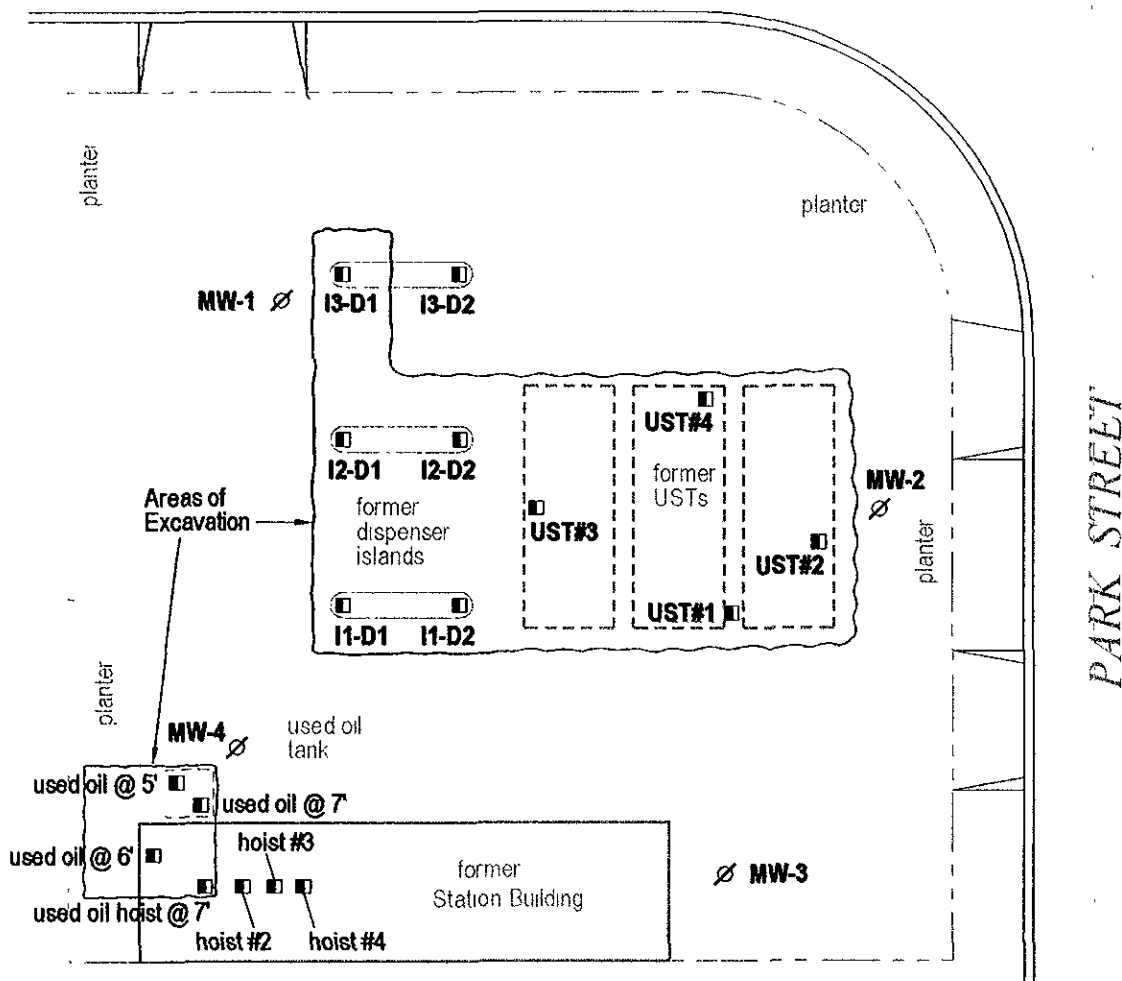 planter
planter
MW-1
I3-D1
I3-D2
UST#4
I2-D1
I2-D2
former
USTs
MW-2
Areas of
Excavation
former
dispenser
islands
UST#3
UST#2
planter
PARK STREET
UST#1
I1-D1
I1-D2
planter
MW-4
used oil
tank
used oil @ 5'
used oil @ 7'
hoist #3
used oil @ 6'
former
Station Building
MW-3
used oil hoist @ 7'
hoist #2
hoist #4